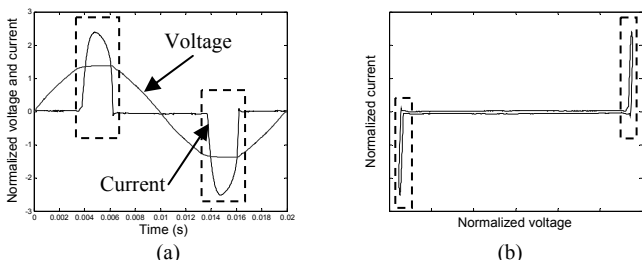 Normalized voltage and current
3
2
1
0
-1
-2
-3
0 0.002 0.004 0.006 0.008 0.01 0.012 0.014 0.016 0.018 0.02
Time (s)
Voltage
Current
(a)
Normalized current
Normalized voltage
(b)